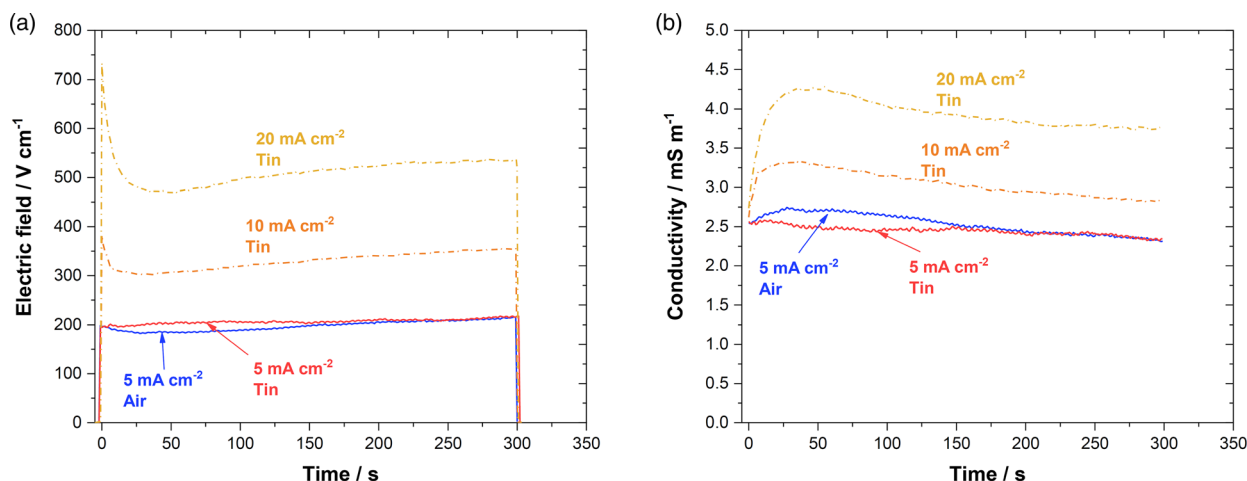 (a)
800
700
600
500
400
300
200
100
0
Electric field / V cm⁻²
20 mA cm⁻²
Tin
10 mA cm⁻²
Tin
5 mA cm⁻²
Air
5 mA cm⁻²
Tin
0 50 100 150 200 250 300 350
Time / s
(b)
5.0
4.5
4.0
3.5
3.0
2.5
2.0
1.5
1.0
0.5
0.0
Conductivity / mS m⁻¹
20 mA cm⁻²
Tin
10 mA cm⁻²
Tin
5 mA cm⁻²
Air
5 mA cm⁻²
Tin
0 50 100 150 200 250 300 350
Time / s